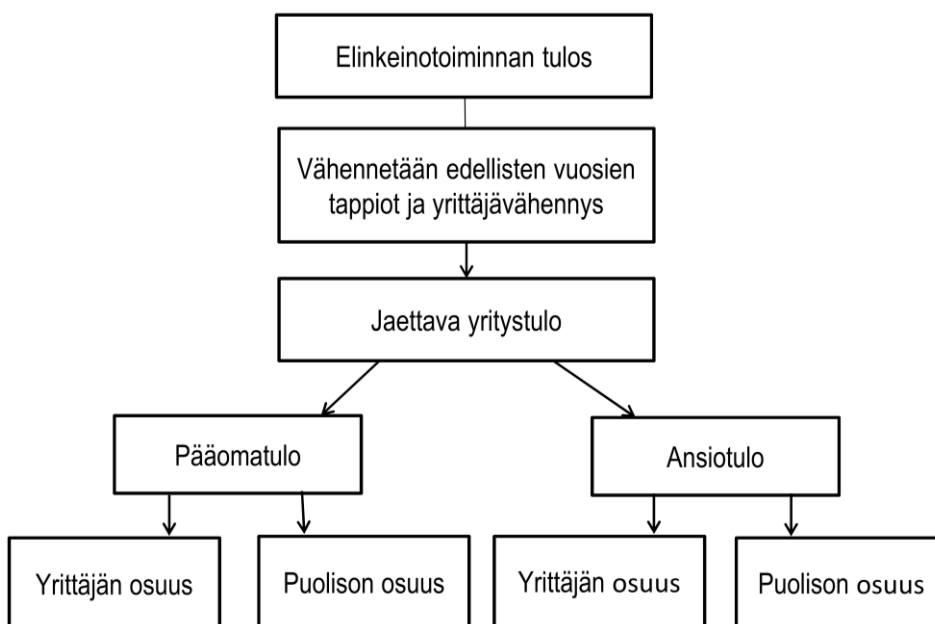 Elinkeinotoiminnan tulos
Vähennetään edellisten vuosien
tappiot ja yrittäjävähennys
Jaettava yritystulo
Pääomatulo
Ansiotulo
Yrittäjän osuus
Puolison osuus
Yrittäjän osuus
Puolison osuus